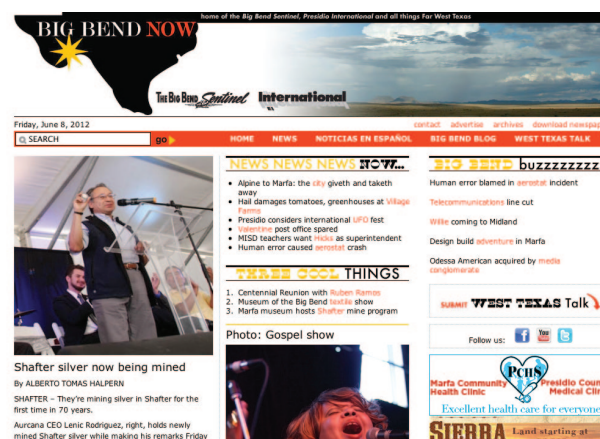 home of the Big Bend Sentinel, Presidio International and all things Far West Texas
BIG BEND NOW
THE BIG BEND Sentinel International
Friday, June 8, 2012
contact advertise archives download newspap
SEARCH go
HOME NEWS NOTICIAS EN ESPAÑOL BIG BEND BLOG WEST TEXAS TALK
Shafter silver now being mined
By ALBERTO TOMAS HALPERN
SHAFTER – They're mining silver in Shafter for the
first time in 70 years.
Aurcana CEO Lenic Rodriguez, right, holds newly
mined Shafter silver while making his remarks Friday
NEWS NEWS NEWS NOW...
• Alpine to Marfa: the city giveth and taketh
away
• Hail damages tomatoes, greenhouses at Village
Farms
• Presidio considers international UFO fest
• Valentine post office spared
• MISD teachers want Hicks as superintendent
• Human error caused aerostat crash
THREE COOL THINGS
1. Centennial Reunion with Ruben Ramos
2. Museum of the Big Bend textile show
3. Marfa museum hosts Shafter mine program
Photo: Gospel show
BIG BEND buzzzzzzzz
Human error blamed in aerostat incident
Telecommunications line cut
Willie coming to Midland
Design build adventure in Marfa
Odessa American acquired by media
conglomerate
SUBMIT WEST TEXAS Talk
Follow us: f You Tube
PCHS
Marfa Community
Health Clinic
Presidio Coun
Medical Clin
Excellent health care for everyone
SIERRA Land starting at